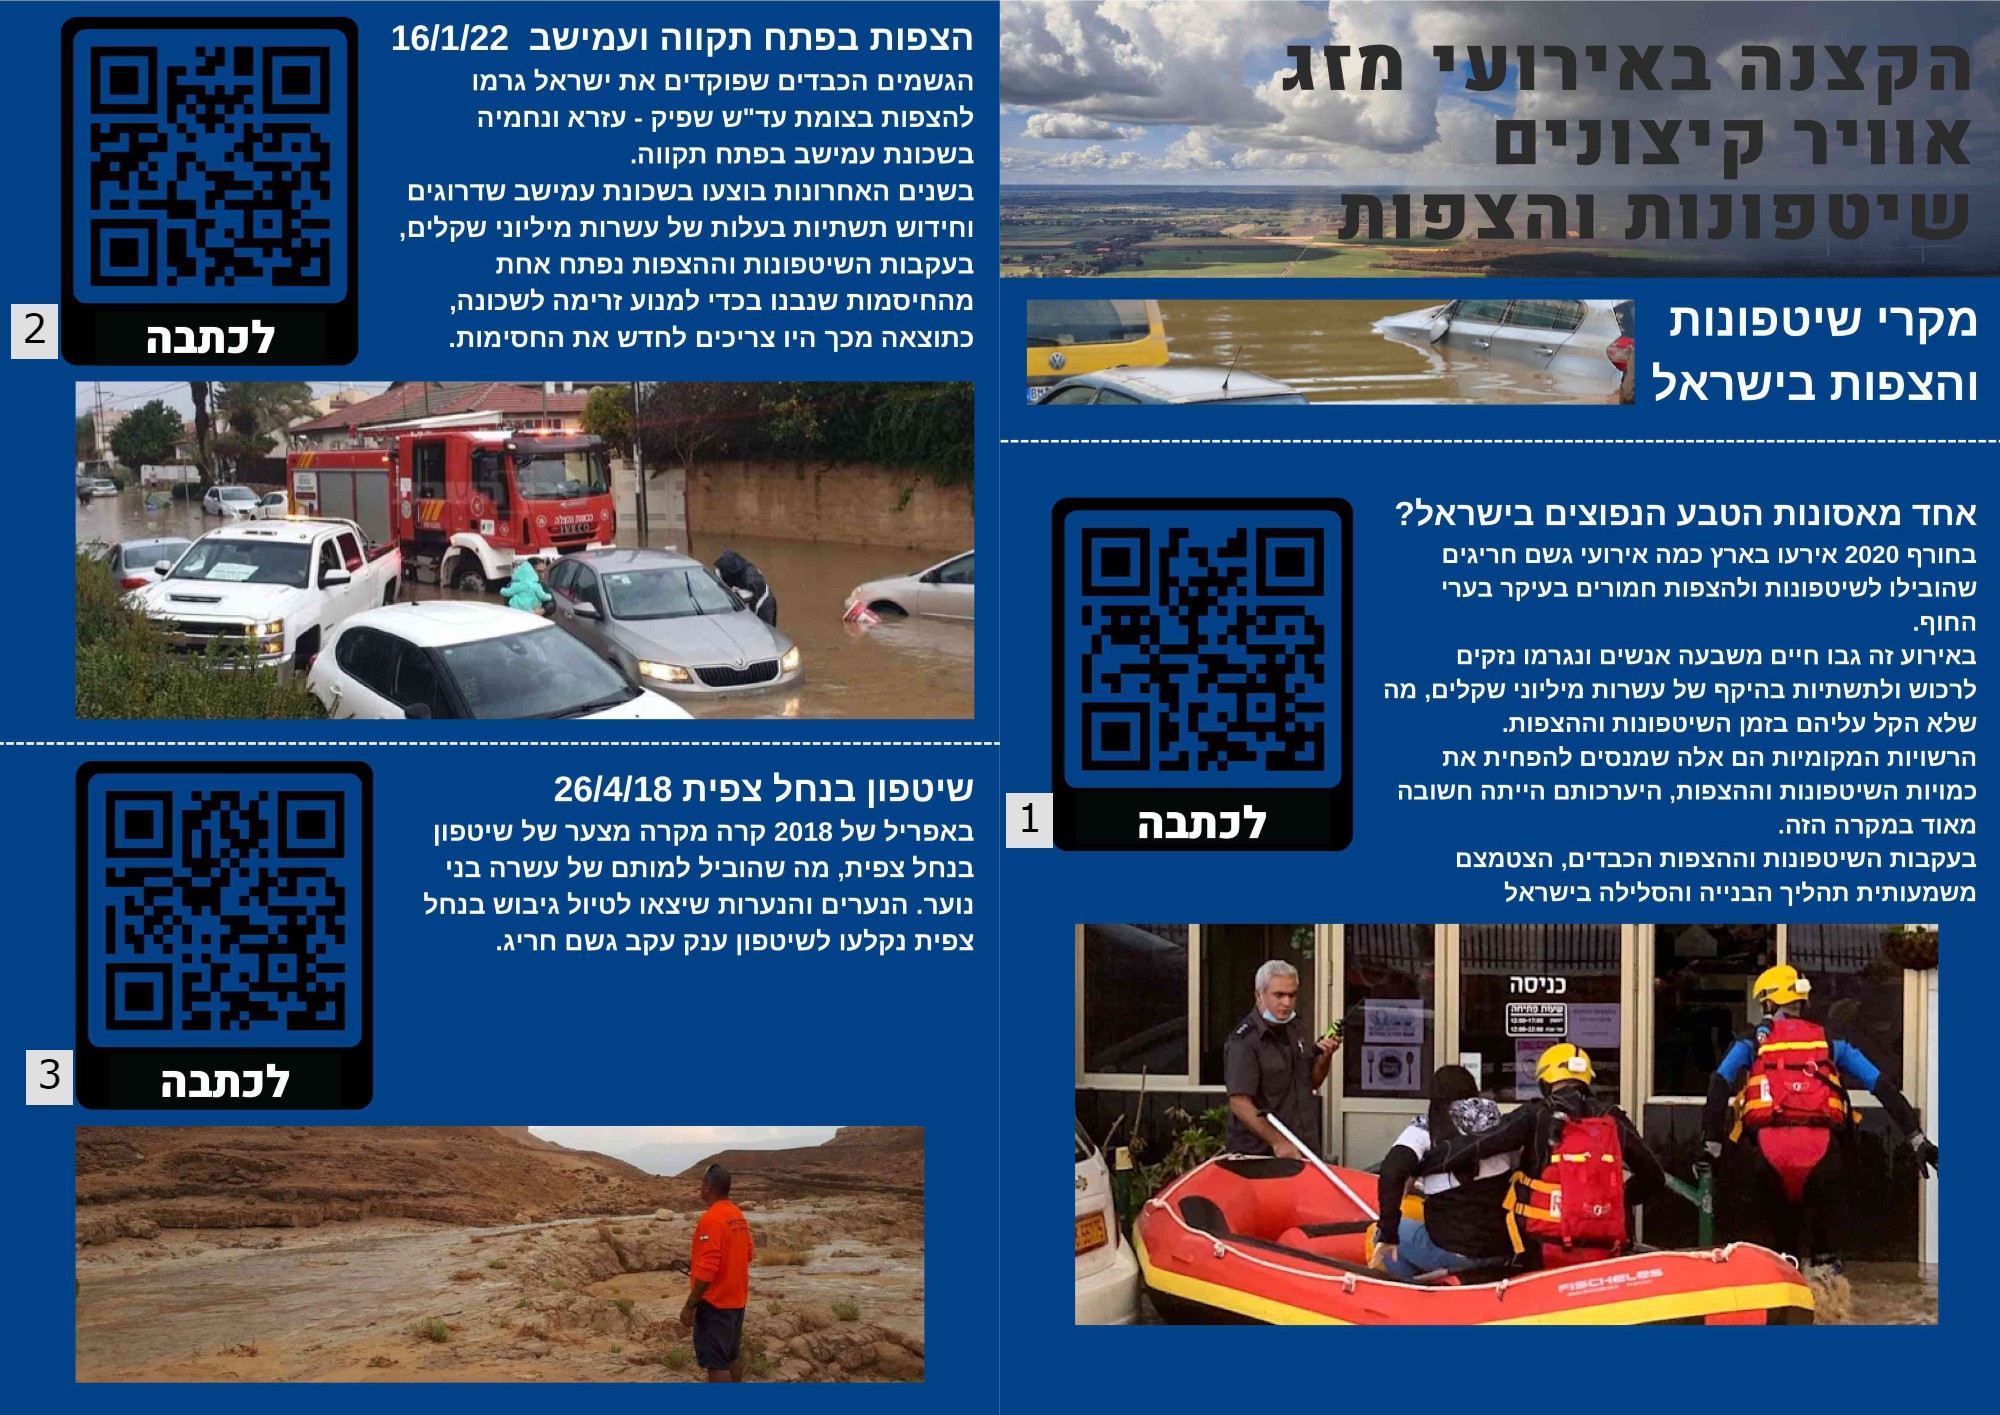 הקצנה באירועי מזג
אוויר קיצונים
שיטפונות והצפות
מקרי שיטפונות
והצפות בישראל
אחד מאסונות הטבע הנפוצים בישראל?
בחורף 2020 אירעו בארץ כמה אירועי גשם חריגים
שהובילו לשיטפונות ולהצפות חמורים בעיקר בערי
החוף.
באירוע זה גבו חיים משבעה אנשים ונגרמו נזקים
לרכוש ולתשתיות בהיקף של עשרות מיליוני שקלים, מה
שלא הקל עליהם בזמן השיטפונות וההצפות.
הרשויות המקומיות הם אלה שמנסים להפחית את
כמויות השיטפונות וההצפות, היערכותם הייתה חשובה
מאוד במקרה הזה.
בעקבות השיטפונות וההצפות הכבדים, הצטמצם
משמעותית תהליך הבנייה והסלילה בישראל
לכתבה
1
כניסה
שעות פתיחה
FISCHELES
הצפות בפתח תקווה ועמישב 16/1/22
הגשמים הכבדים שפוקדים את ישראל גרמו
להצפות בצומת עד"ש שפיק - עזרא ונחמיה
בשכונת עמישב בפתח תקווה.
בשנים האחרונות בוצעו בשכונת עמישב שדרוגים
וחידוש תשתיות בעלות של עשרות מיליוני שקלים,
בעקבות השיטפונות וההצפות נפתח אחת
מהחיסמות שנבנו בכדי למנוע זרימה לשכונה,
כתוצאה מכך היו צריכים לחדש את החסימות.
לכתבה
2
כבאות והצלה
IVECO
שיטפון בנחל צפית 26/4/18
באפריל של 2018 קרה מקרה מצער של שיטפון
בנחל צפית, מה שהוביל למותם של עשרה בני
נוער. הנערים והנערות שיצאו לטיול גיבוש בנחל
צפית נקלעו לשיטפון ענק עקב גשם חריג.
לכתבה
3